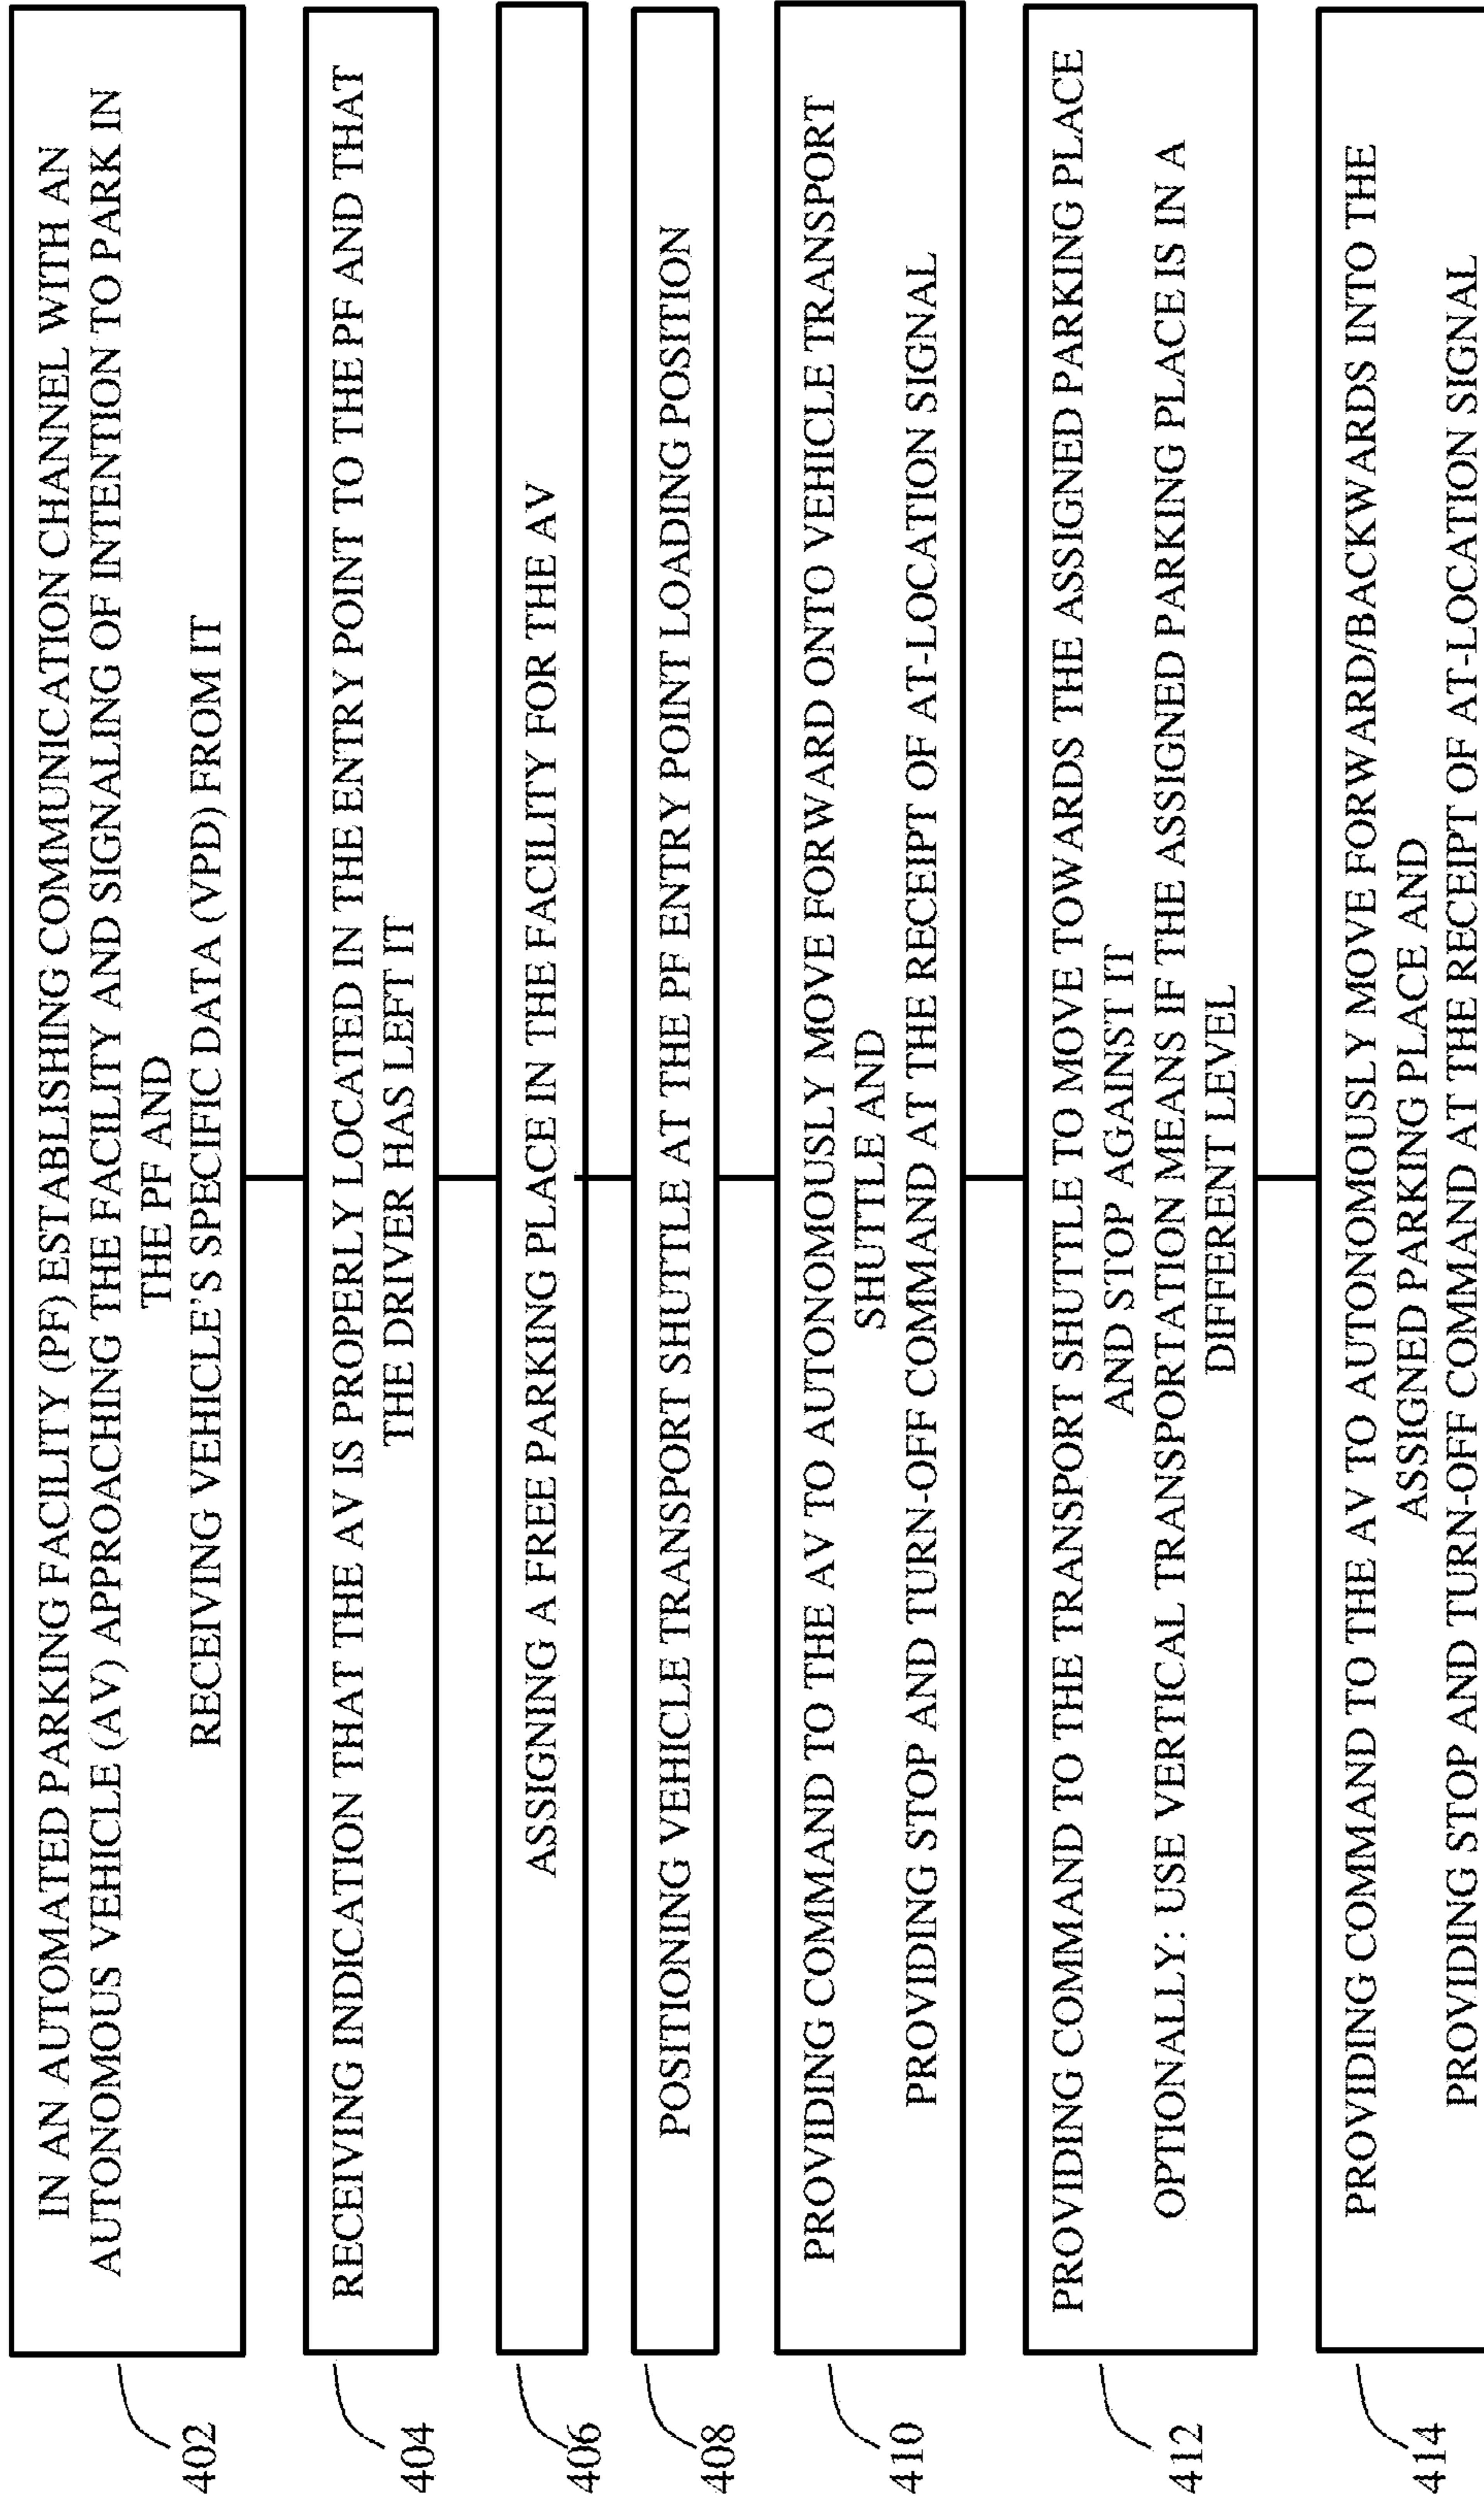 IN AN AUTOMATED PARKING FACILITY (PF) ESTABLISHING COMMUNICATION CHANNEL WITH AN
AUTONOMOUS VEHICLE (AV) APPROACHING THE FACILITY AND SIGNALING OF INTENTION TO PARK IN
THE PF AND
RECEIVING VEHICLE'S SPECIFIC DATA (VPD) FROM IT
402
RECEIVING INDICATION THAT THE AV IS PROPERLY LOCATED IN THE ENTRY POINT TO THE PF AND THAT
THE DRIVER HAS LEFT IT
404
ASSIGNING A FREE PARKING PLACE IN THE FACILITY FOR THE AV
406
POSITIONING VEHICLE TRANSPORT SHUTTLE AT THE PF ENTRY POINT LOADING POSITION
408
PROVIDING COMMAND TO THE AV TO AUTONOMOUSLY MOVE FORWARD ONTO VEHICLE TRANSPORT
SHUTTLE AND
PROVIDING STOP AND TURN-OFF COMMAND AT THE RECEIPT OF AT-LOCATION SIGNAL
410
PROVIDING COMMAND TO THE TRANSPORT SHUTTLE TO MOVE TOWARDS THE ASSIGNED PARKING PLACE
AND STOP AGAINST IT
OPTIONALLY: USE VERTICAL TRANSPORTATION MEANS IF THE ASSIGNED PARKING PLACE IS IN A
DIFFERENT LEVEL
412
PROVIDING COMMAND TO THE AV TO AUTONOMOUSLY MOVE FORWARD/BACKWARDS INTO THE
ASSIGNED PARKING PLACE AND
PROVIDING STOP AND TURN-OFF COMMAND AT THE RECEIPT OF AT-LOCATION SIGNAL
414